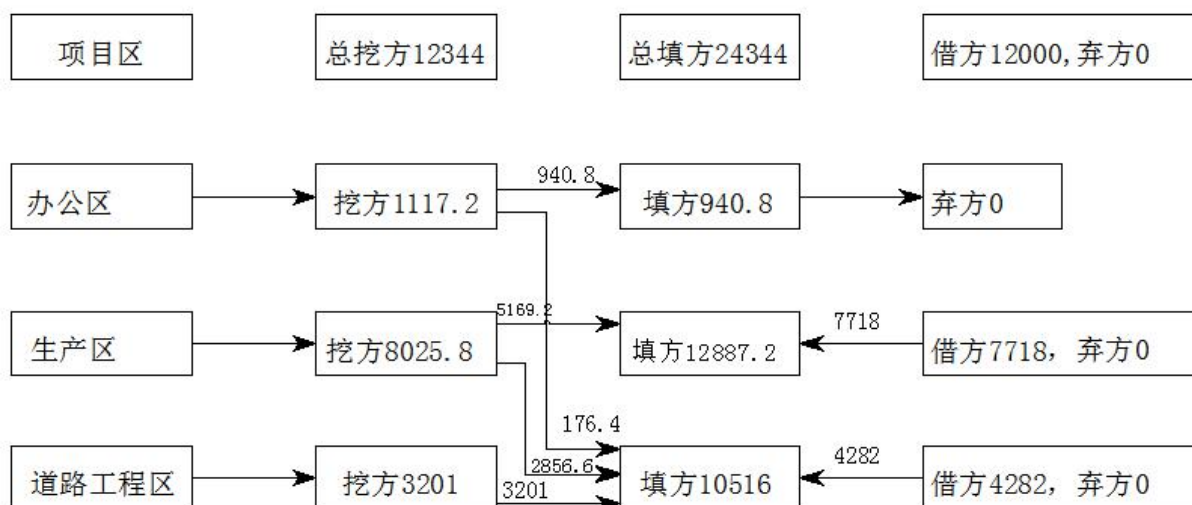 项目区
总挖方12344
总填方24344
借方12000,弃方0
办公区
挖方1117.2
940.8
填方940.8
弃方0
生产区
挖方8025.8
5169.2
填方12887.2
7718
借方7718，弃方0
176.4
道路工程区
挖方3201
2856.6
3201
填方10516
4282
借方4282，弃方0